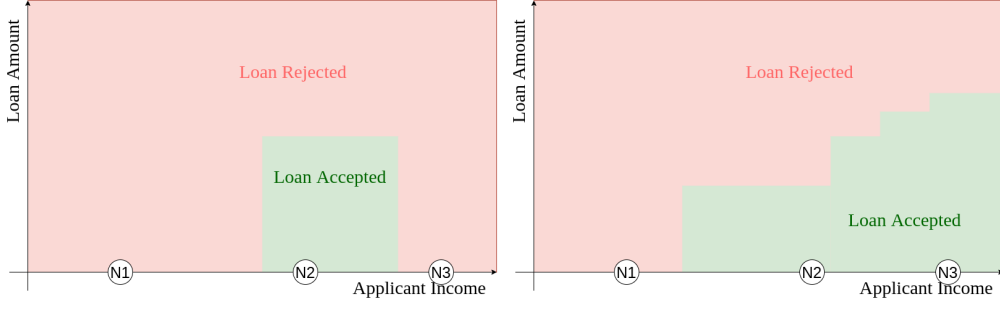 Loan Amount
Loan Rejected
Loan Accepted
N1
N2
N3
Applicant Income
Loan Amount
Loan Rejected
Loan Accepted
N1
N2
N3
Applicant Income